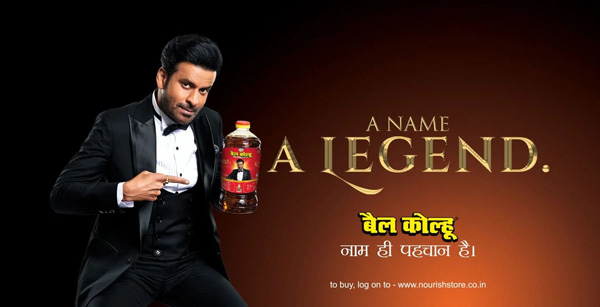 A NAME
A LEGEND.
बैल कोल्हू
बैल कोल्हू
नाम ही पहचान है।
to buy, log on to - www.nourishstore.co.in